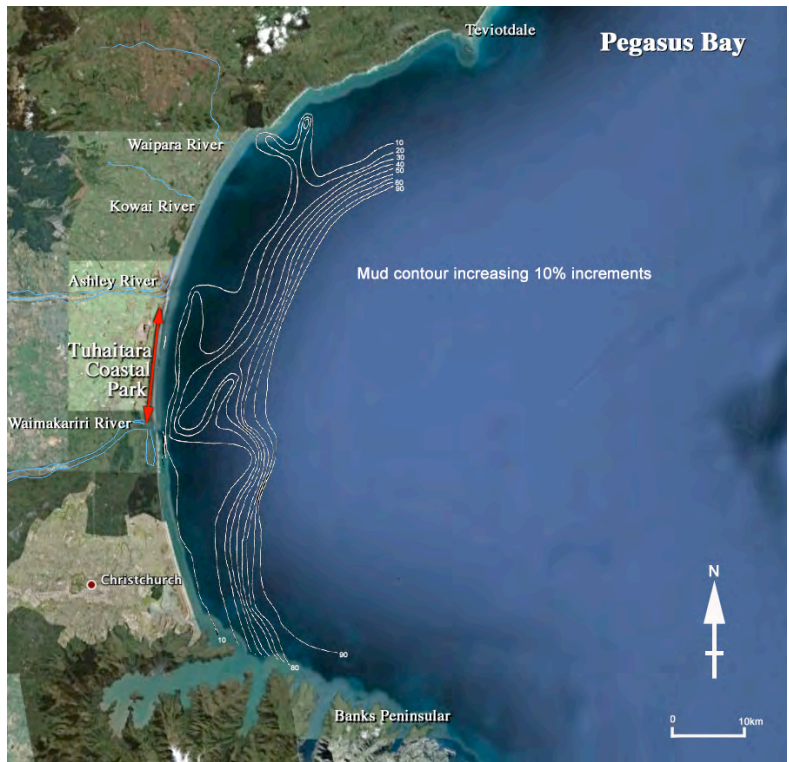 Teviotdale
Pegasus Bay
Waipara River
10
20
30
40
50
60
90
Kowai River
Mud contour increasing 10% increments
Ashley River
Tuhaitara
Coastal
Park
Waimakariri River
N
Christchurch
10
80
90
Banks Peninsular
0 10km